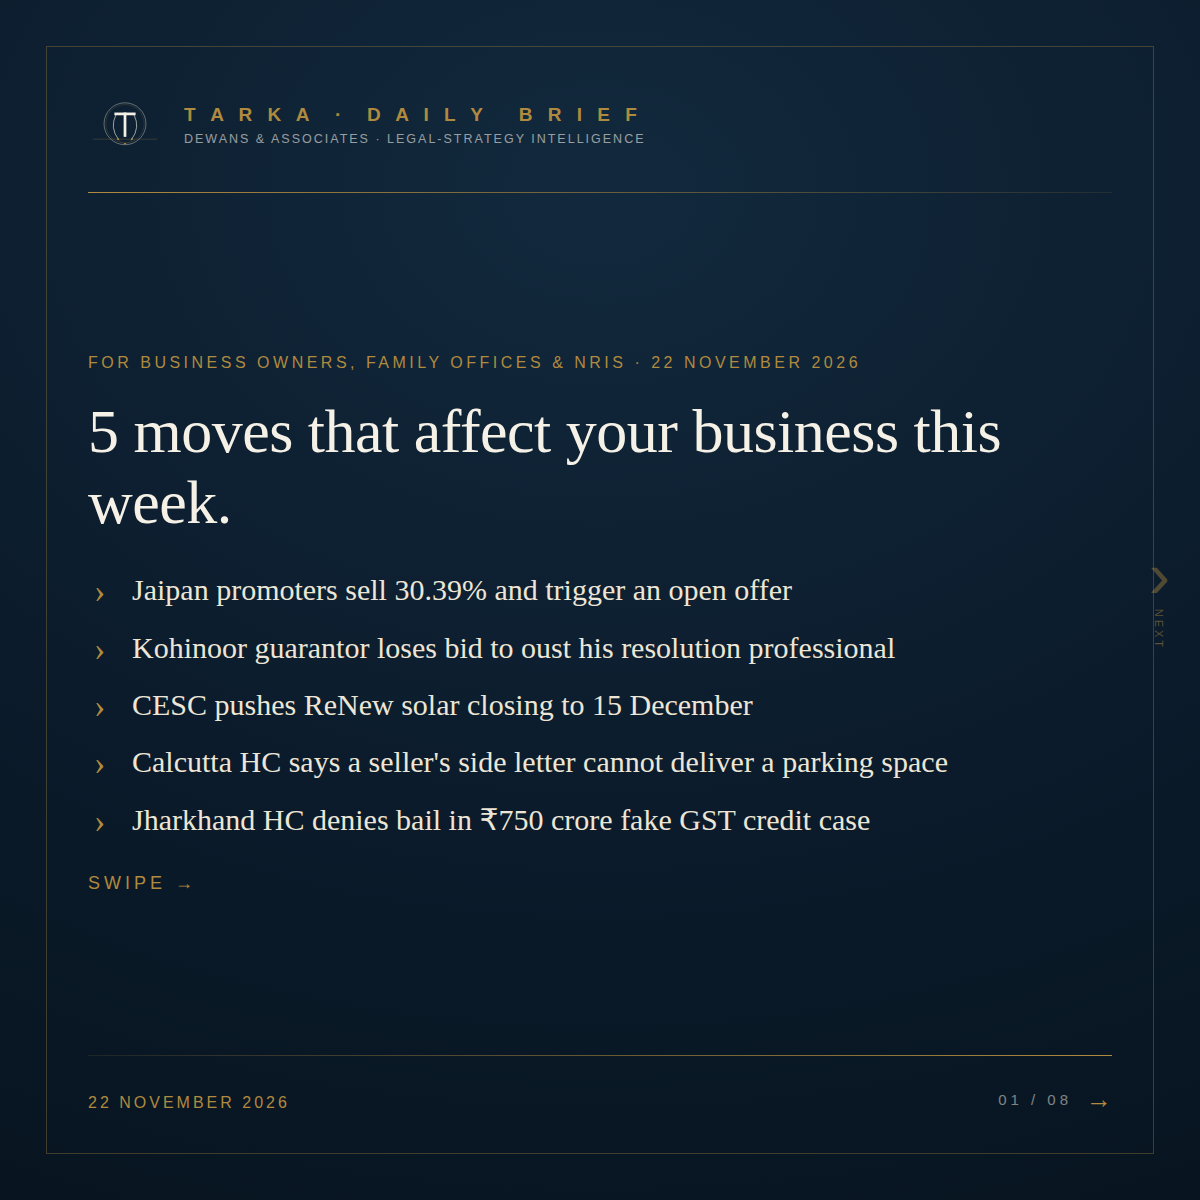 T
TARKA · DAILY BRIEF
DEWANS & ASSOCIATES · LEGAL-STRATEGY INTELLIGENCE
FOR BUSINESS OWNERS, FAMILY OFFICES & NRIS · 22 NOVEMBER 2026
5 moves that affect your business this
week.
› Jaipan promoters sell 30.39% and trigger an open offer
› Kohinoor guarantor loses bid to oust his resolution professional
› CESC pushes ReNew solar closing to 15 December
› Calcutta HC says a seller's side letter cannot deliver a parking space
› Jharkhand HC denies bail in ₹750 crore fake GST credit case
› NEXT
SWIPE →
22 NOVEMBER 2026
01 / 08 →